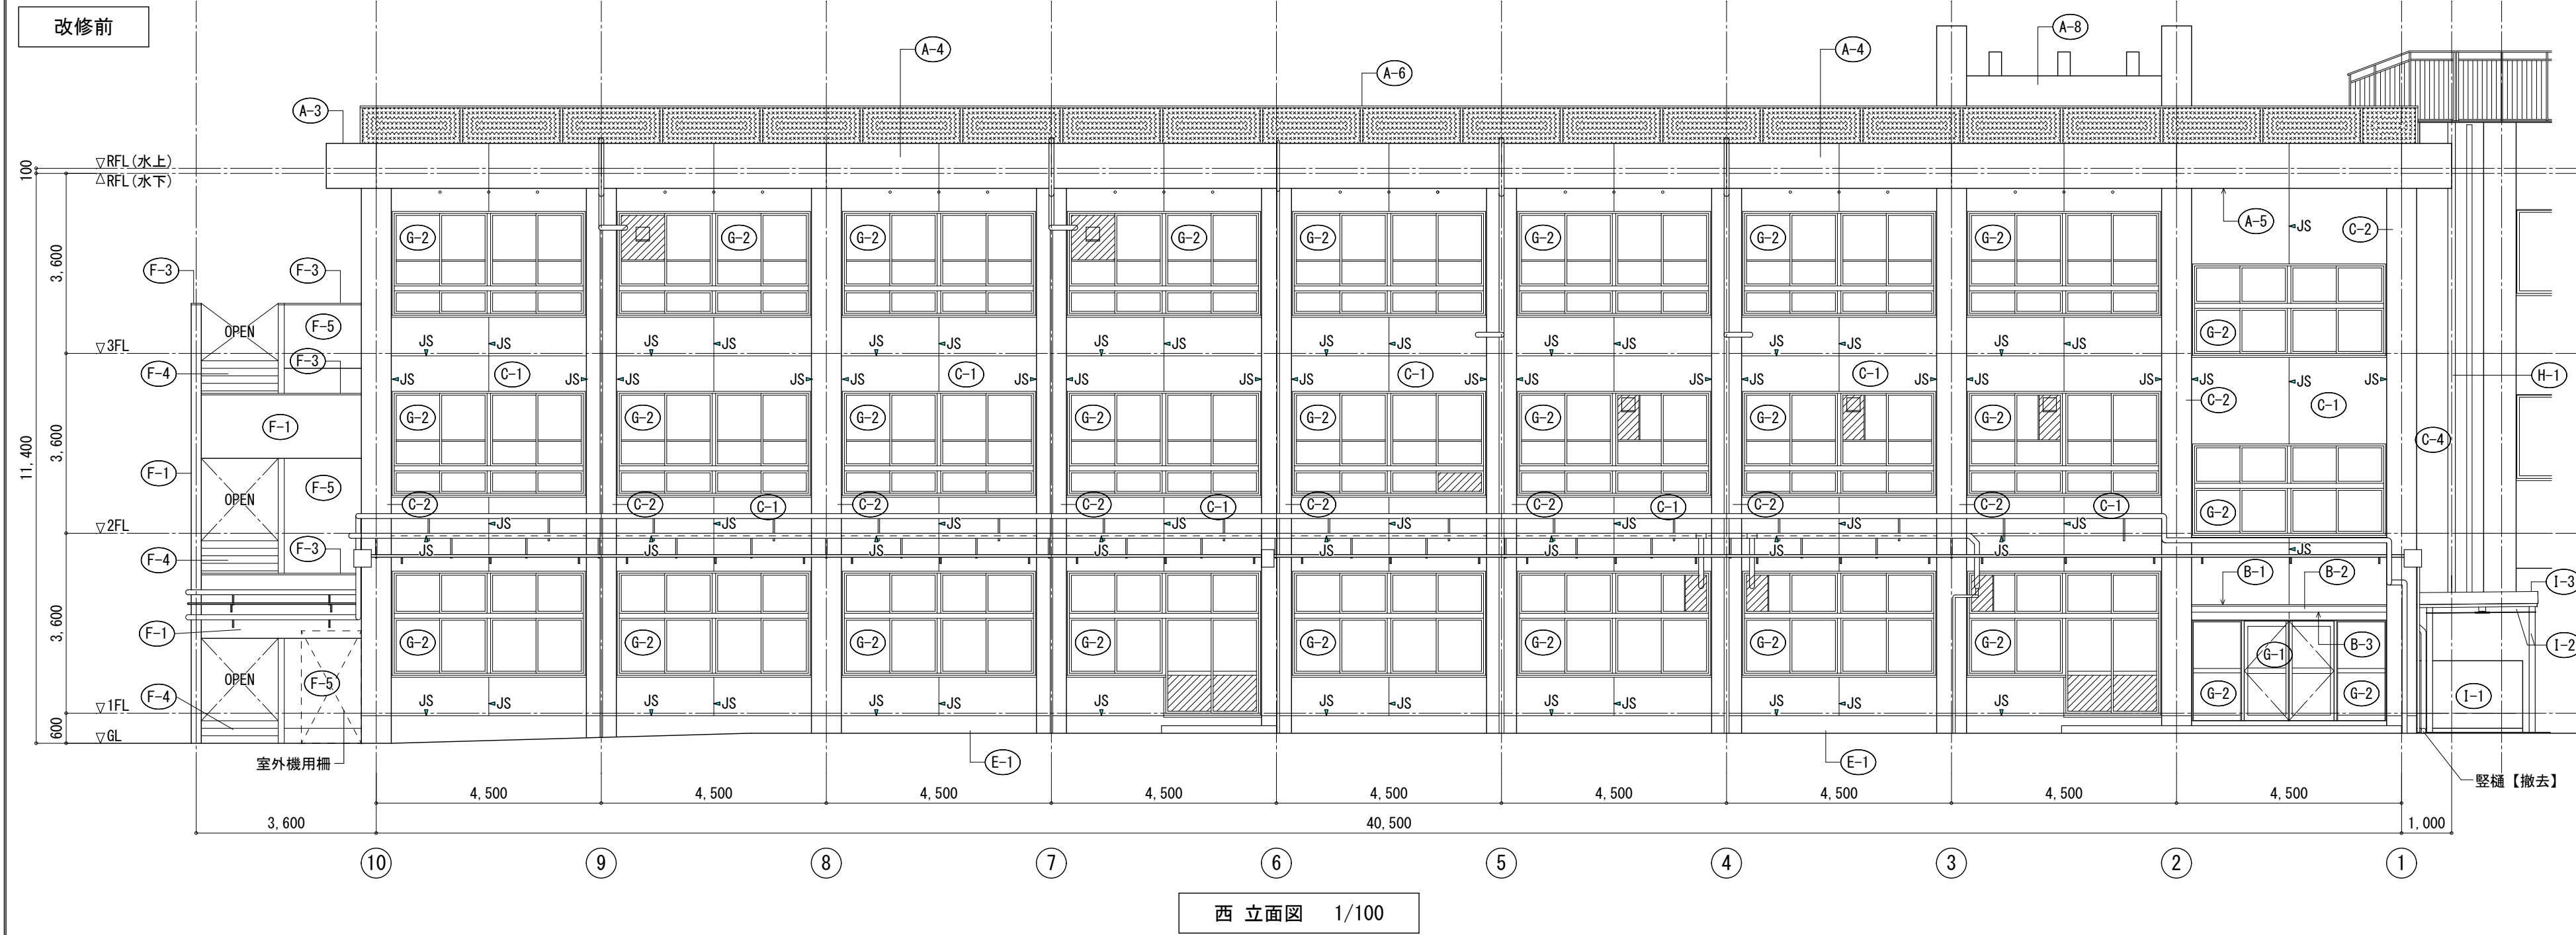 改修前
A-8
A-4
A-4
A-6
A-3
100
▽RFL(水上)
△RFL(水下)
G-2
G-2
G-2
G-2
G-2
G-2
G-2
G-2
A-5
JS
C-2
3,600
F-3
F-3
OPEN
F-5
G-2
▽3FL
JS JS
JS JS
JS JS
JS JS
JS JS
JS JS
JS JS
JS JS
F-3
F-4
JS C-1 JS
JS JS
JS C-1 JS
JS JS
JS C-1 JS
JS JS
JS C-1 JS
JS JS
JS JS JS
H-1
C-2
C-1
G-2
G-2
G-2
G-2
G-2
G-2
G-2
G-2
F-1
C-4
11,400
3,600
F-1
F-5
OPEN
G-2
C-2
C-2
C-1
C-2
C-2
C-1
C-2
C-2
C-1
C-2
C-2
C-1
▽2FL
JS
JS
JS
JS
JS
JS
JS
JS
F-3
JS
JS
JS
JS
JS
JS
JS
JS
JS
F-4
B-1
B-2
I-3
3,600
F-1
G-2
G-2
G-2
G-2
G-2
G-2
G-2
G-2
G-1
B-3
I-2
OPEN
F-5
F-4
G-2
G-2
I-1
▽1FL
JS JS
JS JS
JS JS
JS JS
JS JS
JS JS
JS JS
JS JS
600
▽GL
室外機用柵
E-1
E-1
竪樋【撤去】
4,500 4,500 4,500 4,500 4,500 4,500 4,500 4,500 4,500
3,600 40,500 1,000
10 9 8 7 6 5 4 3 2 1
西 立面図 1/100